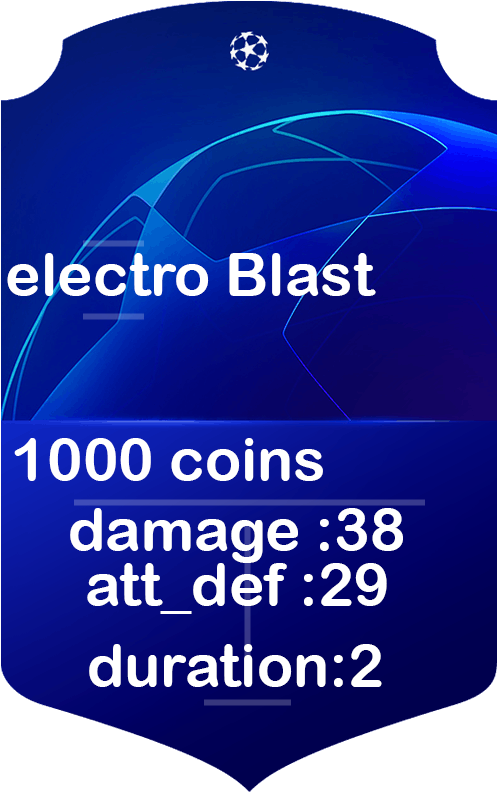 electro Blast
1000 coins
damage :38
att_def :29
duration:2